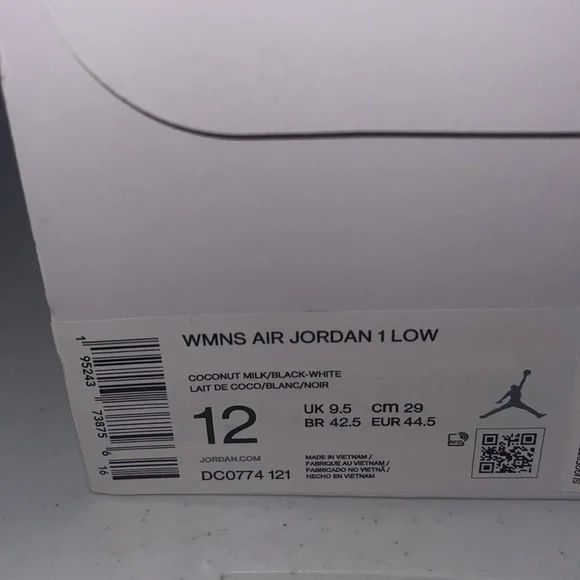 WMNS AIR JORDAN 1 LOW
COCONUT MILK/BLACK-WHITE
LAIT DE COCO/BLANC/NOIR
12
UK 9.5 cm 29
BR 42.5 EUR 44.5
JORDAN.COM
DC0774 121
MADE IN VIETNAM /
FABRIQUE AU VIETNAM /
FABRICADO NO VIETNÃ /
HECHO EN VIETNAM
RFID
1 95243 73875 6 16